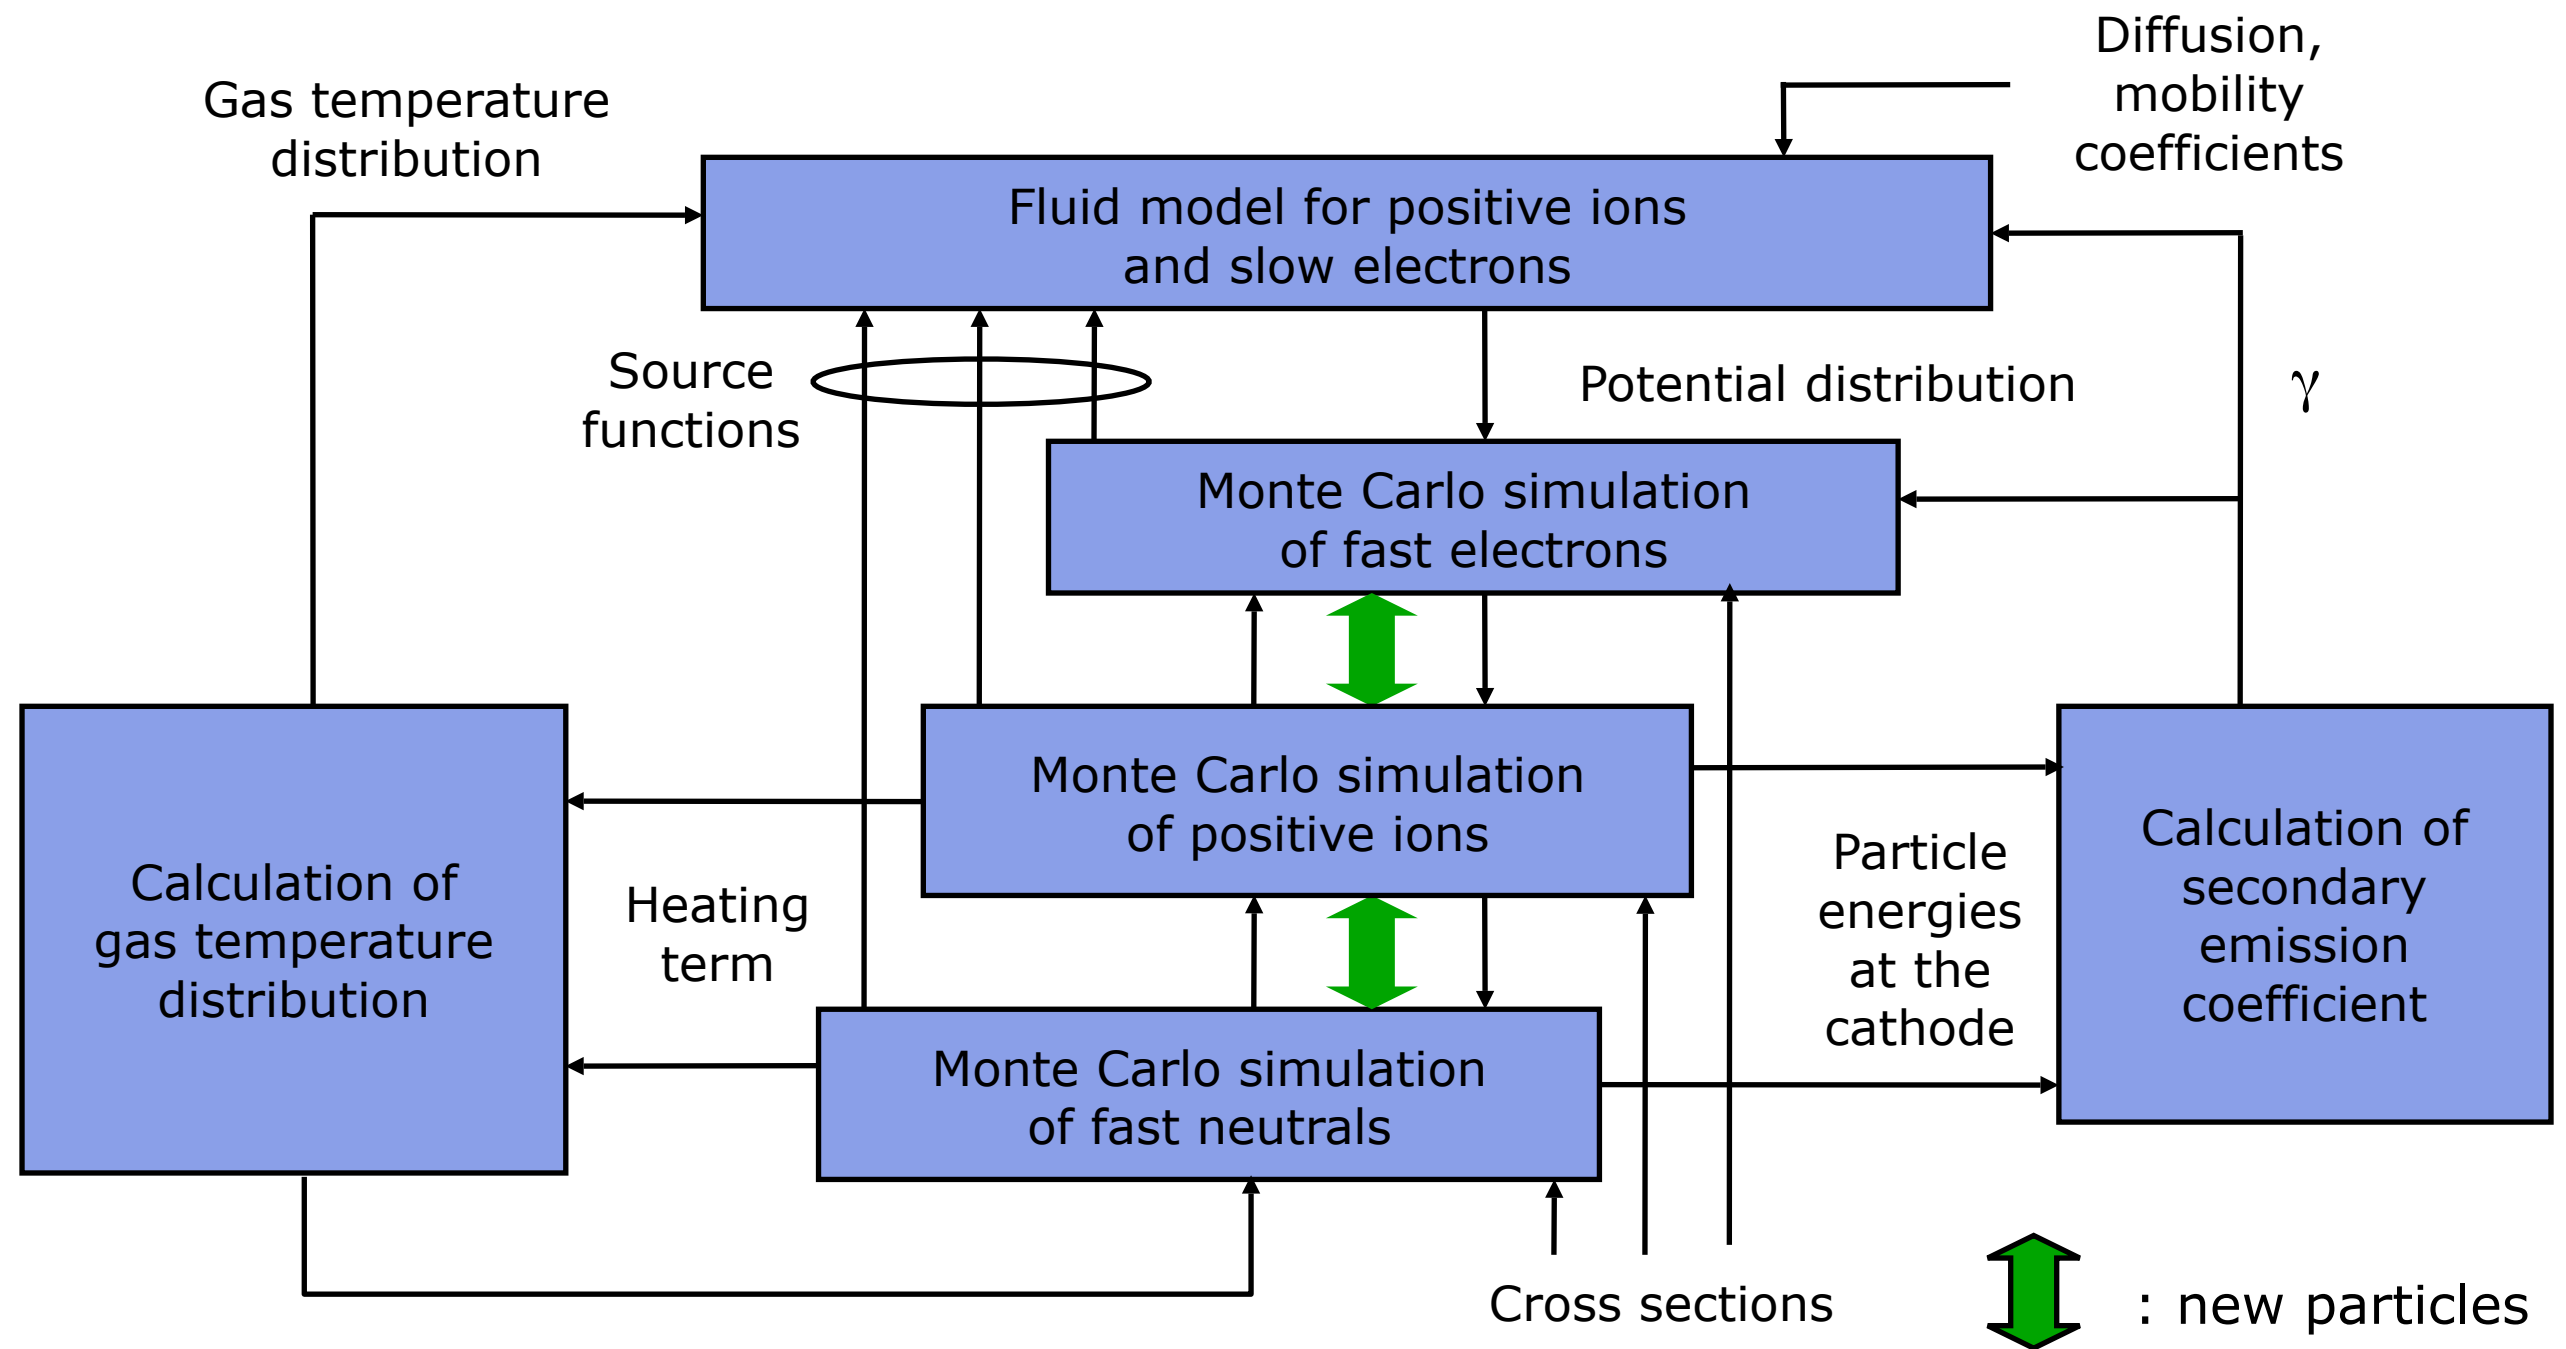 Diffusion,
mobility
coefficients
Gas temperature
distribution
Fluid model for positive ions
and slow electrons
Source
functions
Potential distribution
γ
Monte Carlo simulation
of fast electrons
Monte Carlo simulation
of positive ions
Calculation of
gas temperature
distribution
Heating
term
Particle
energies
at the
cathode
Calculation of
secondary
emission
coefficient
Monte Carlo simulation
of fast neutrals
Cross sections
: new particles